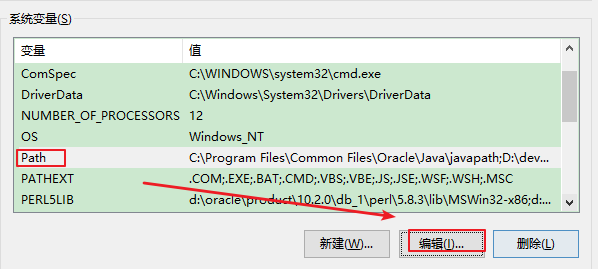 系统变量(S)
变量 值
ComSpec C:\WINDOWS\system32\cmd.exe
DriverData C:\Windows\System32\Drivers\DriverData
NUMBER_OF_PROCESSORS 12
OS Windows_NT
Path C:\Program Files\Common Files\Oracle\Java\javapath;D:\dev...
PATHEXT .COM;.EXE;.BAT;.CMD;.VBS;.VBE;.JS;.JSE;.WSF;.WSH;.MSC
PERL5LIB d:\oracle\product\10.2.0\db_1\perl\5.8.3\lib\MSWin32-x86;d:...
新建(W)... 编辑(I)... 删除(L)